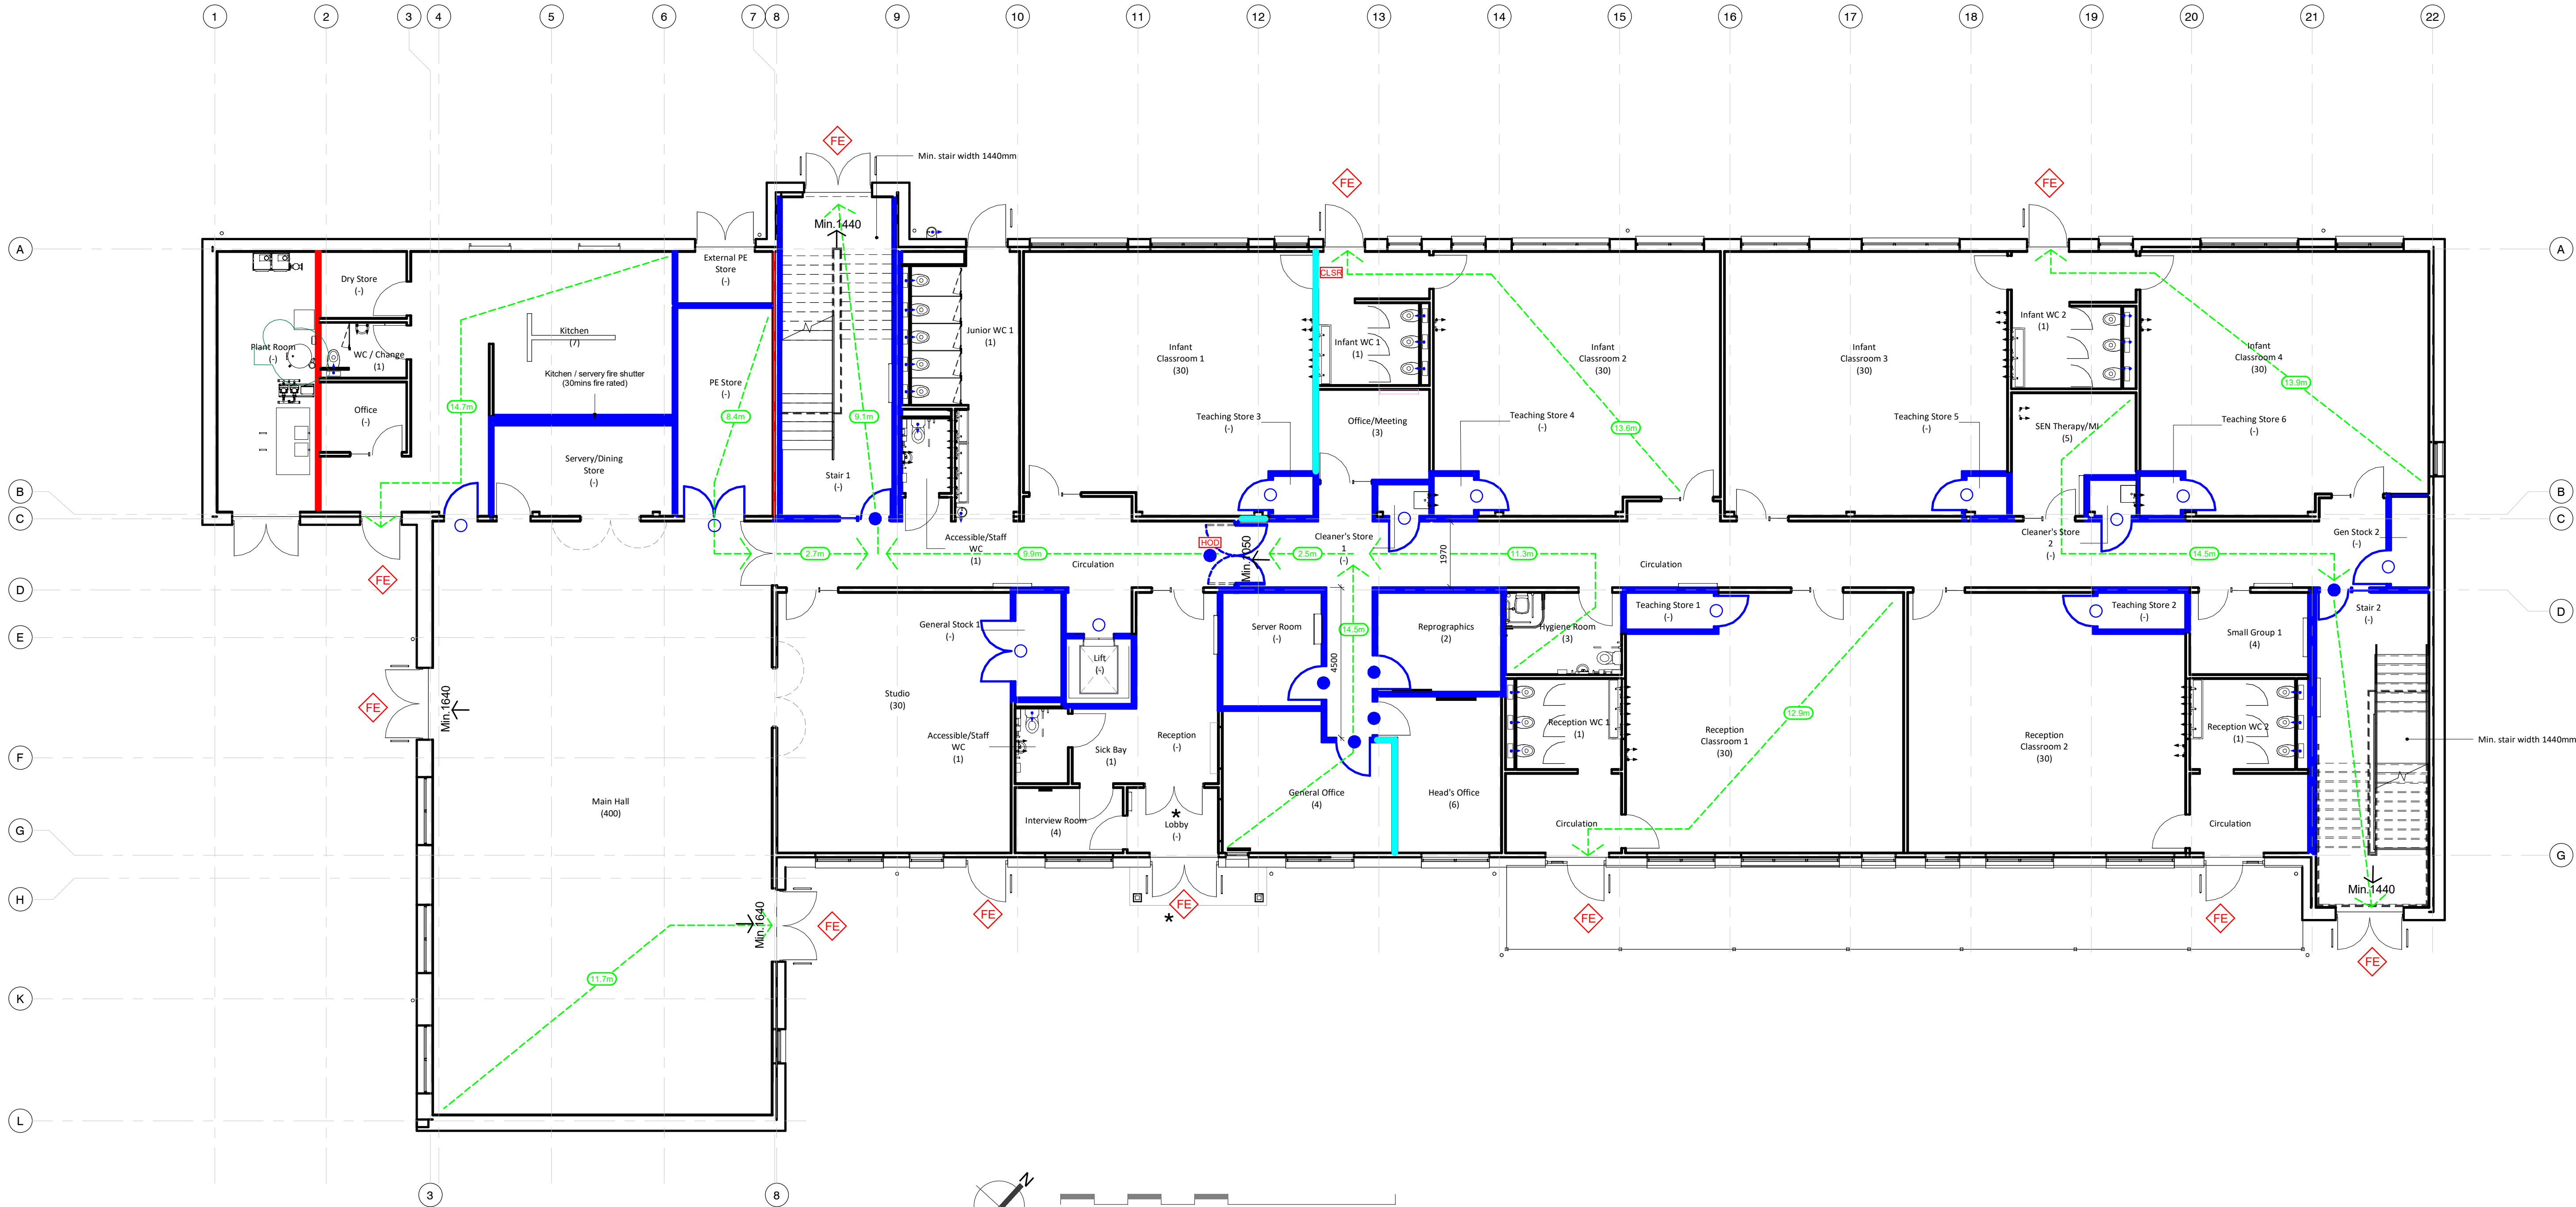 1 2 3 4 5 6 7 8 9 10 11 12 13 14 15 16 17 18 19 20 21 22
FE
Min. stair width 1440mm
FE
FE
Min.1440
A
A
External PE
Store
(-)
Dry Store
(-)
CLSR
Kitchen
(7)
Plant Room
(-)
WC / Change
(1)
Kitchen / servery fire shutter
(30mins fire rated)
PE Store
(-)
Junior WC 1
(1)
Infant
Classroom 1
(30)
Infant WC 1
(1)
Infant
Classroom 2
(30)
Infant
Classroom 3
(30)
Infant WC 2
(1)
Infant
Classroom 4
(30)
13.9m
14.7m
Office
(-)
8.4m
9.1m
Teaching Store 3
(-)
Office/Meeting
(3)
Teaching Store 4
(-)
13.6m
Teaching Store 5
(-)
SEN Therapy/MI
(5)
Teaching Store 6
(-)
Servery/Dining
Store
(-)
Stair 1
(-)
B
B
C
C
Accessible/Staff
WC
(1)
HOD
Cleaner's Store
1
(-)
Cleaner's Store
2
(-)
Gen Stock 2
(-)
2.7m
9.9m
Min.1050
2.5m
1970
11.3m
14.5m
Circulation
Circulation
FE
D
D
General Stock 1
(-)
Server Room
(-)
14.5m
Reprographics
(2)
Hygiene Room
(3)
Teaching Store 1
(-)
Teaching Store 2
(-)
Stair 2
(-)
E
Small Group 1
(4)
Lift
(-)
4500
Studio
(30)
FE
Min.1640
12.9m
Accessible/Staff
WC
(1)
Sick Bay
(1)
Reception
(-)
Reception WC 1
(1)
Reception
Classroom 1
(30)
Reception
Classroom 2
(30)
Reception WC 2
(1)
Min. stair width 1440mm
F
Main Hall
(400)
Interview Room
(4)
*
Lobby
(-)
General Office
(4)
Head's Office
(6)
Circulation
Circulation
G
G
H
Min.1440
Min.1640
FE
FE
FE
*
FE
FE
FE
11.7m
K
L
3
8
N